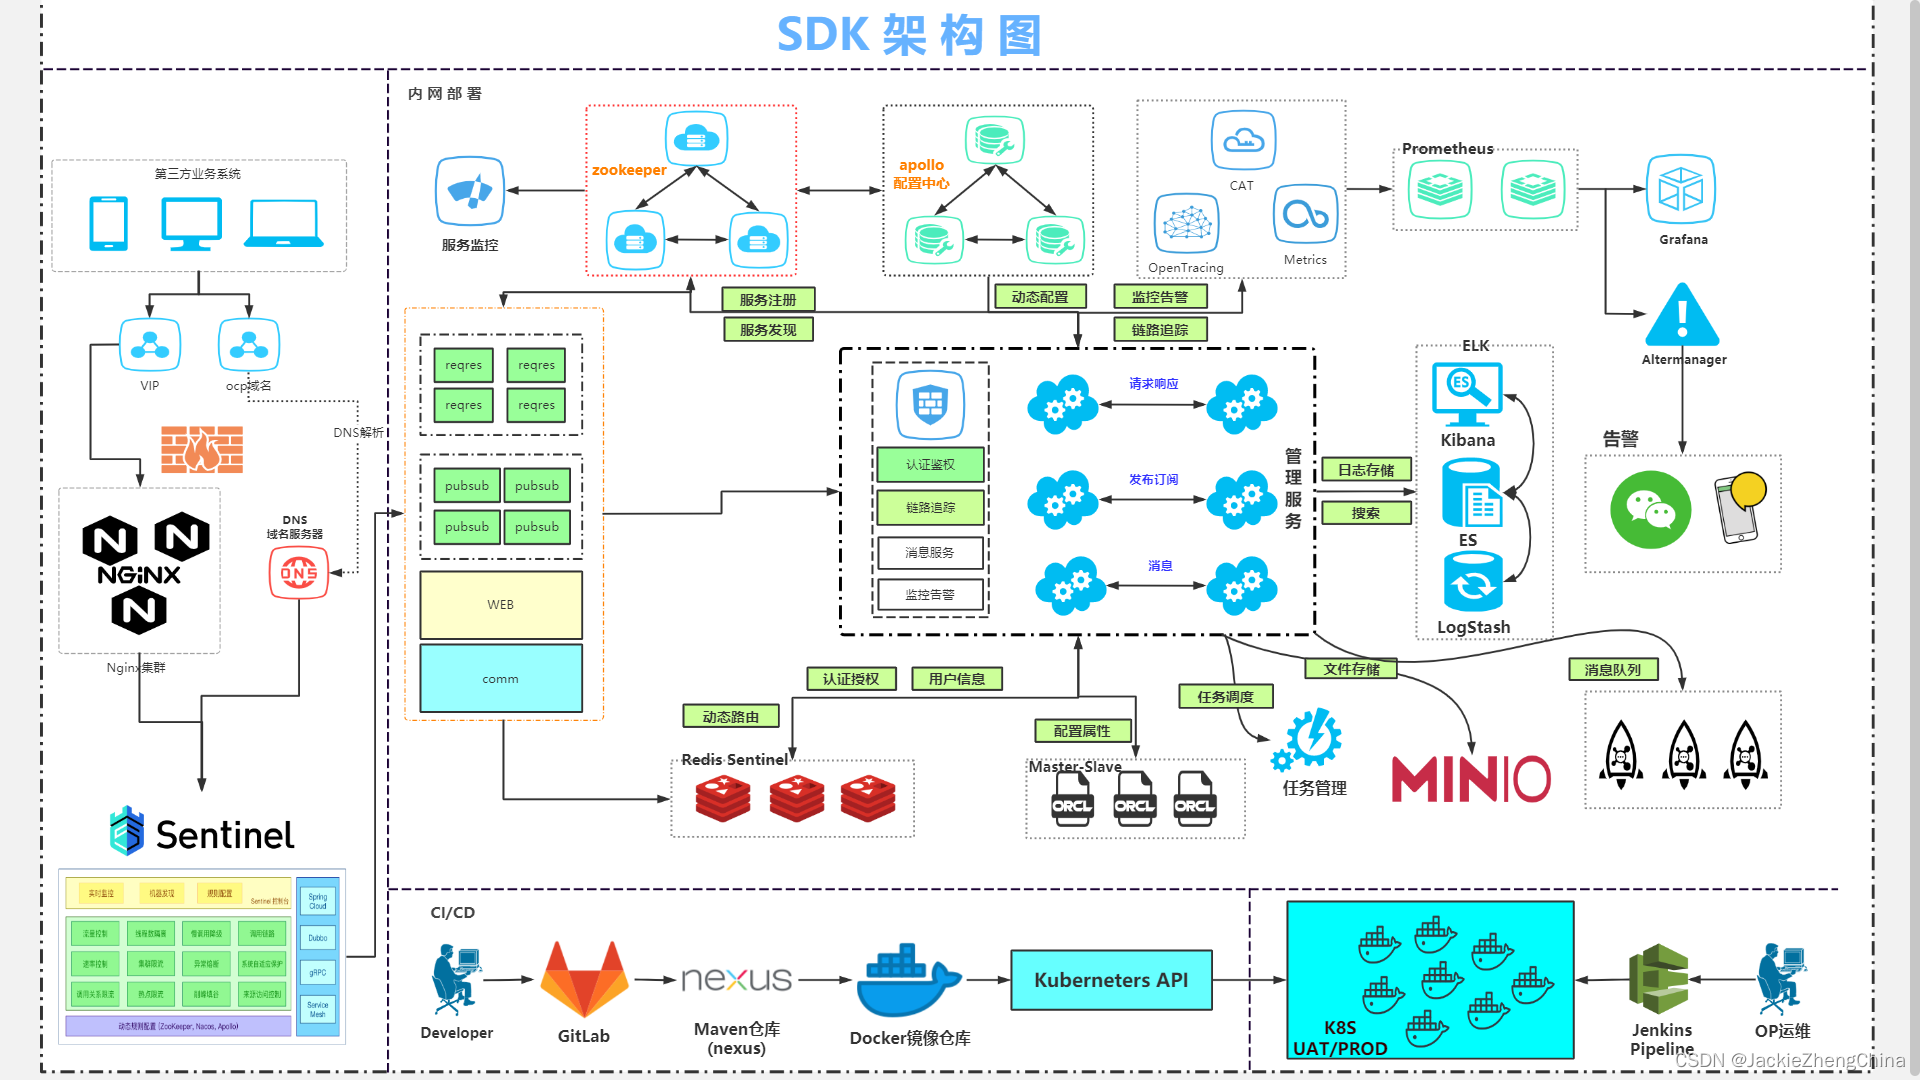 SDK 架 构 图
内 网 部 署
第三方业务系统
VIP
ocp域名
DNS解析
DNS
域名服务器
DNS
NGiNX
Nginx集群
Sentinel
实时监控
机器发现
规则配置
Sentinel 控制台
流量控制
慢调用降级
调用链路
速率控制
集群限流
异常熔断
系统自适应保护
调用关系限流
热点限流
削峰填谷
来源访问控制
动态规则配置 (ZooKeeper, Nacos, Apollo)
Spring
Cloud
Dubbo
gRPC
Service
Mesh
服务监控
zookeeper
apollo
配置中心
CAT
OpenTracing
Metrics
Prometheus
Grafana
Altermanager
告警
服务注册
服务发现
动态配置
监控告警
链路追踪
reqres
reqres
reqres
reqres
pubsub
pubsub
pubsub
pubsub
WEB
comm
认证鉴权
链路追踪
消息服务
监控告警
请求响应
发布订阅
消息
管
理
服
务
日志存储
搜索
ELK
ES
Kibana
ES
LogStash
认证授权
用户信息
动态路由
配置属性
任务调度
文件存储
消息队列
Redis Sentinel
Master-Slave
ORCL
ORCL
ORCL
任务管理
MINIO
CI/CD
Developer
GitLab
nexus
Maven仓库
(nexus)
Docker镜像仓库
Kuberneters API
K8S
UAT/PROD
Jenkins
Pipeline
OP运维
CSDN @JackieZhengChina